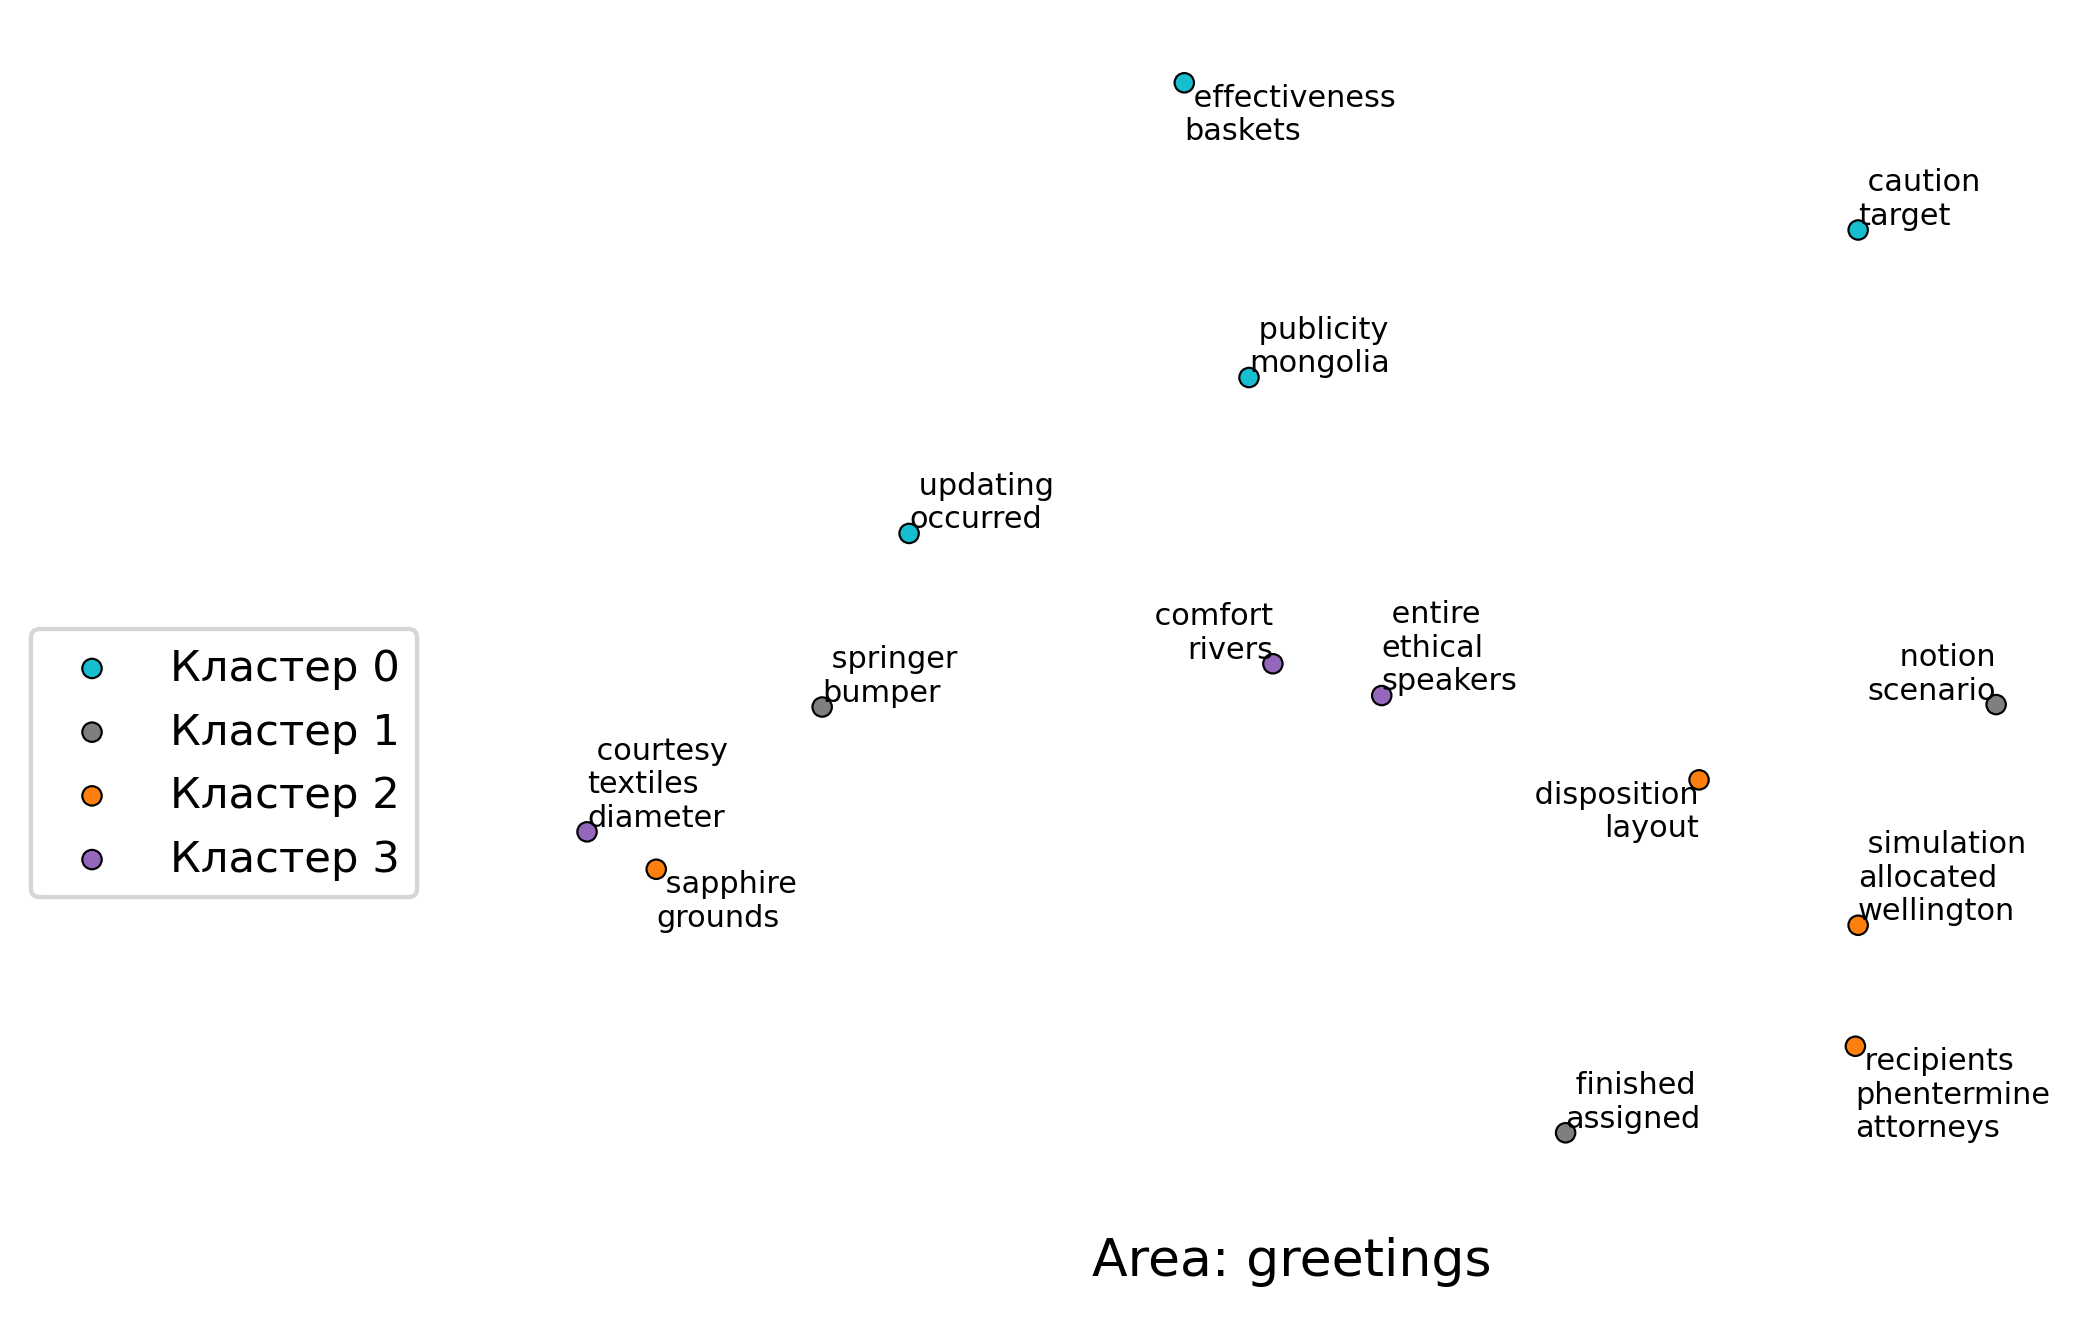 effectiveness
baskets
caution
target
publicity
mongolia
updating
occurred
comfort
rivers
entire
ethical
speakers
springer
bumper
notion
scenario
Кластер 0
Кластер 1
Кластер 2
Кластер 3
courtesy
textiles
diameter
disposition
layout
sapphire
grounds
simulation
allocated
wellington
recipients
phentermine
attorneys
finished
assigned
Area: greetings